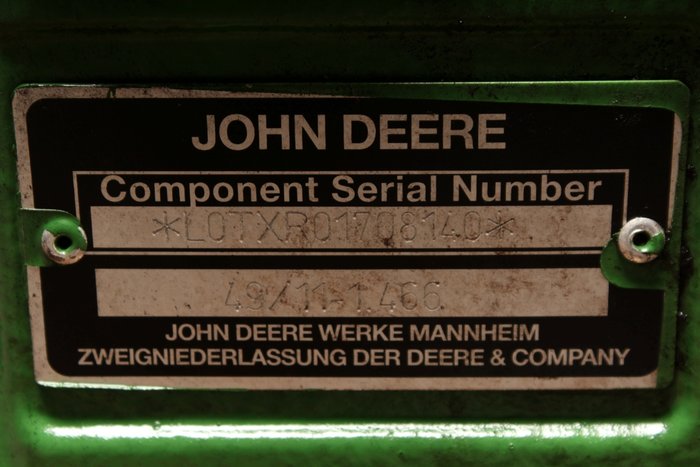 JOHN DEERE
Component Serial Number
*L0TXR01708140*
49/11-1.466
JOHN DEERE WERKE MANNHEIM
ZWEIGNIEDERLASSUNG DER DEERE & COMPANY